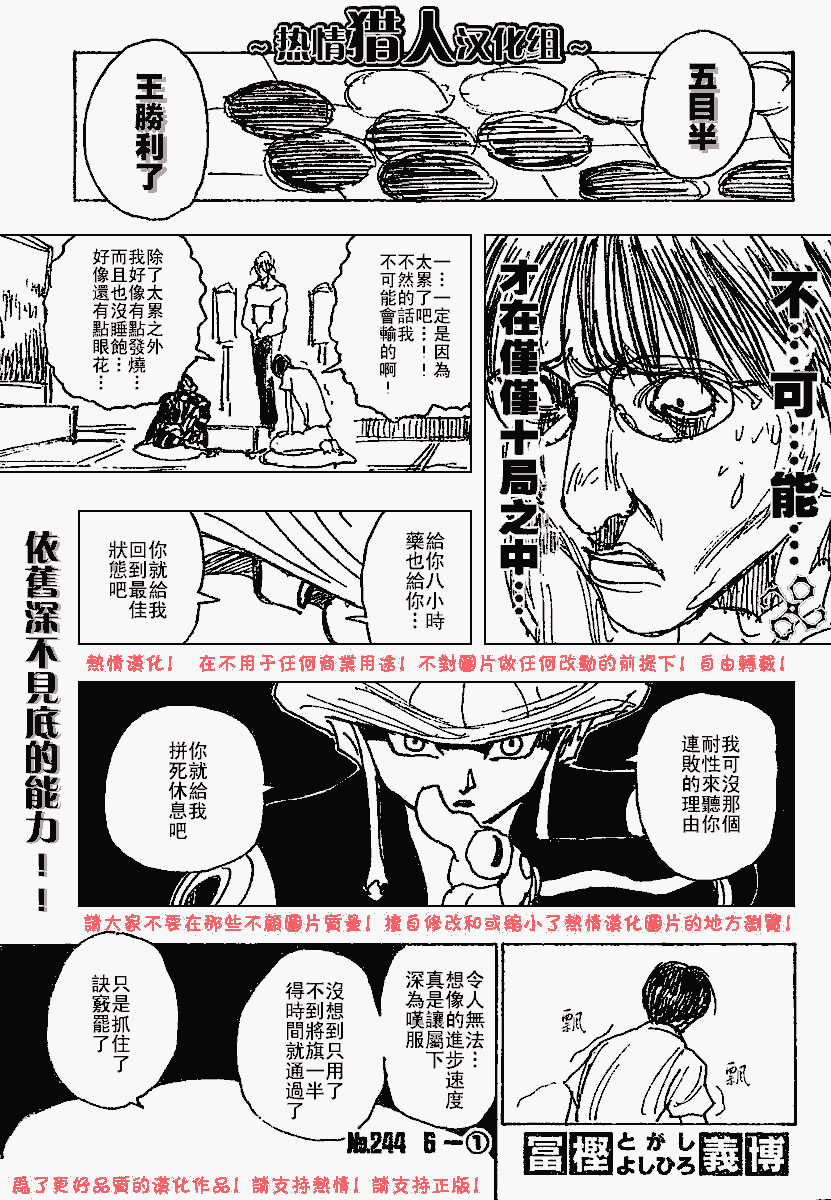 ~热情猎人汉化组~
五目半
王勝利了
不……可……能……
才在僅僅十局之中……
一…一定是因為
太累了吧…！！
不然的話我
不可能會輸的啊！
除了太累之外
我好像有點發燒…
而且也沒睡飽…
好像還有點眼花…
給你八小時
藥也給你…
你就給我
回到最佳
狀態吧
依舊深不見底的能力！！
熱情漢化！ 在不用于任何商業用途！不對圖片做任何改動的前提下！自由轉載！
我可沒那個
耐性來聽你
連敗的理由
你就給我
拼死休息吧
請大家不要在那些不顧圖片質量！擅自修改和或縮小了熱情漢化圖片的地方瀏覽！
飄
飄
令人無法…
想像的進步速度
真是讓屬下
深為嘆服
沒想到只用了
不到將旗一半
得時間就通過了
只是抓住了
訣竅罷了
№.244 6—①
冨樫義博
とがし
よしひろ
為了更好品質的漢化作品！請支持熱情！請支持正版！